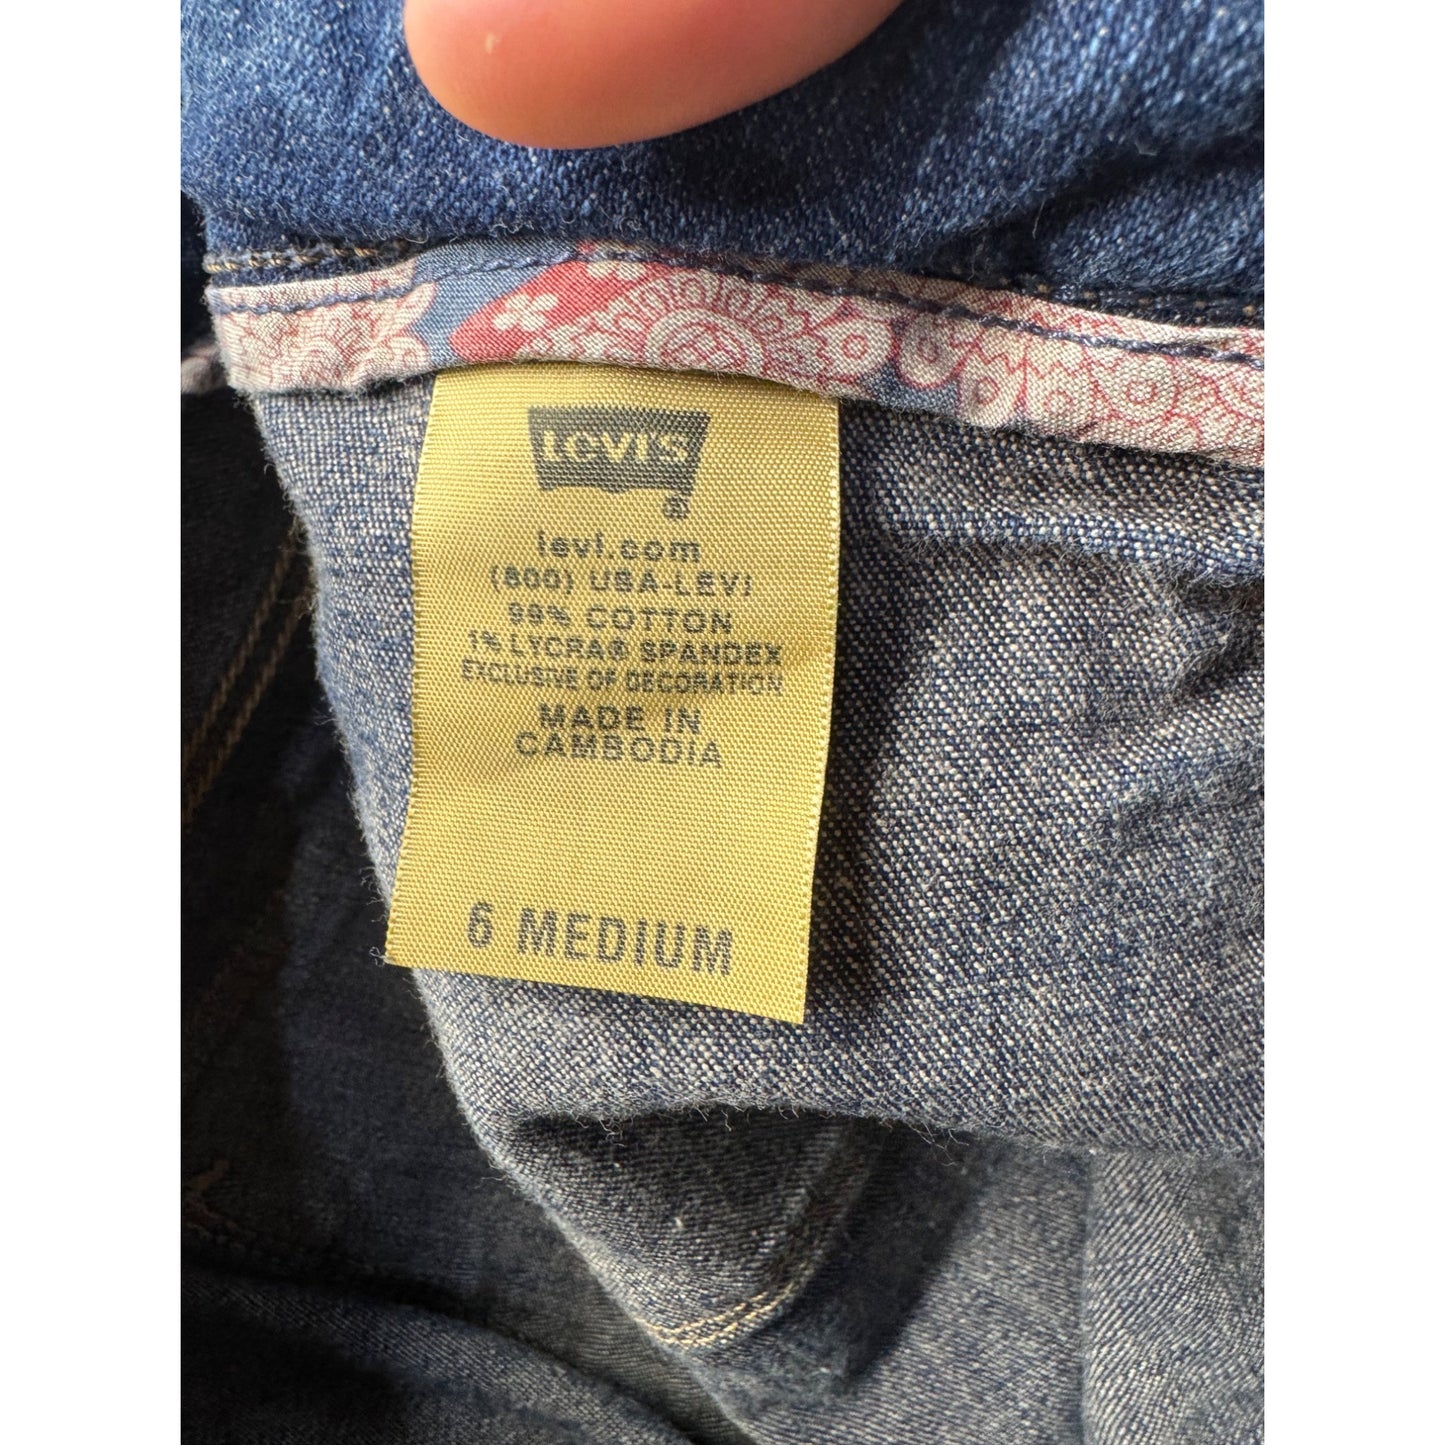 Levi's
®
levi.com
(800) USA-LEVI
99% COTTON
1% LYCRA® SPANDEX
EXCLUSIVE OF DECORATION
MADE IN
CAMBODIA
6 MEDIUM